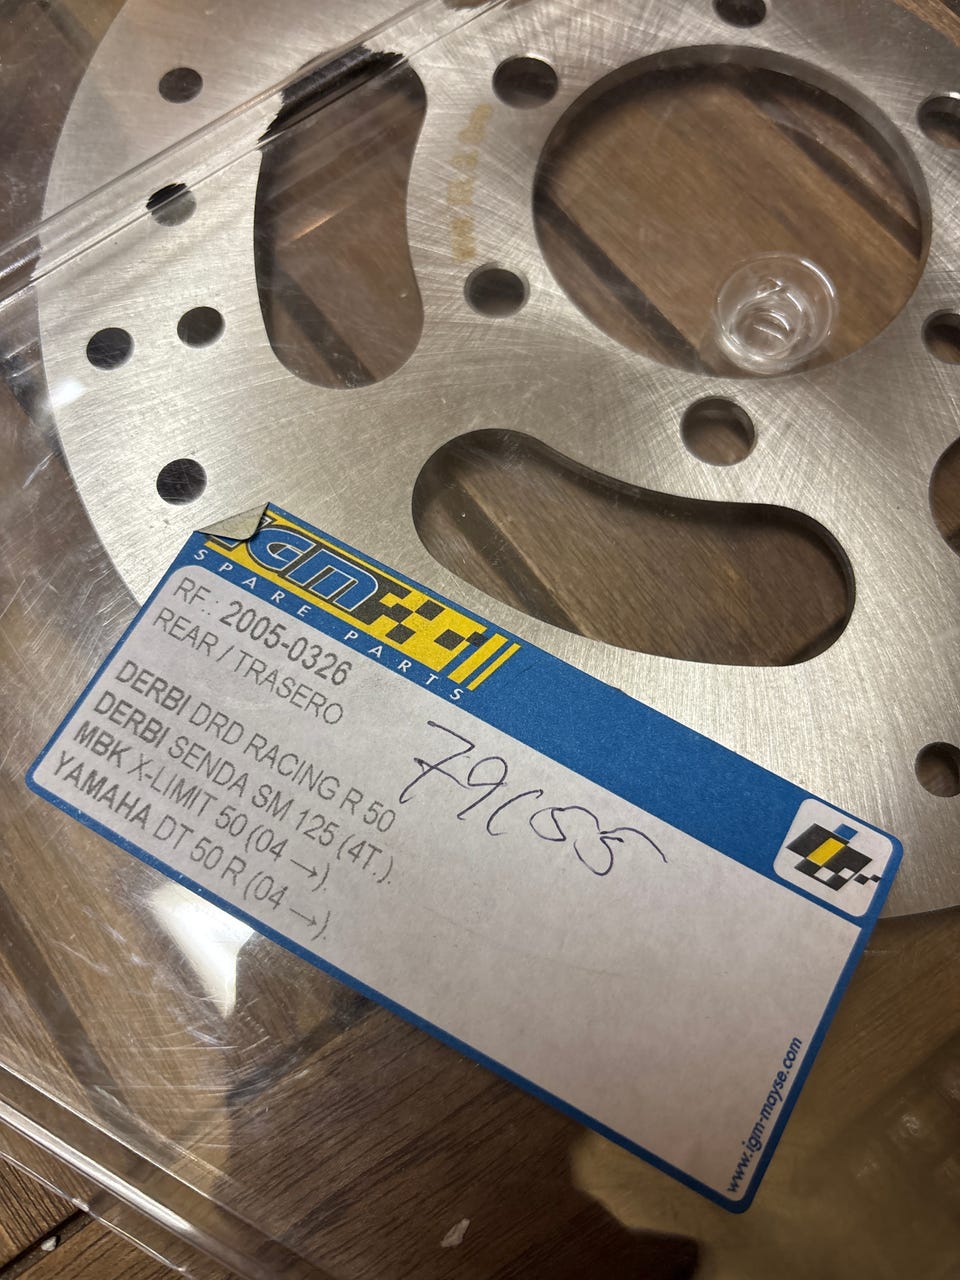 IGM
SPARE PARTS
RF.: 2005-0326
REAR / TRASERO
DERBI DRD RACING R 50
DERBI SENDA SM 125 (4T.).
MBK X-LIMIT 50 (04 →).
YAMAHA DT 50 R (04 →).
www.igm-mayse.com